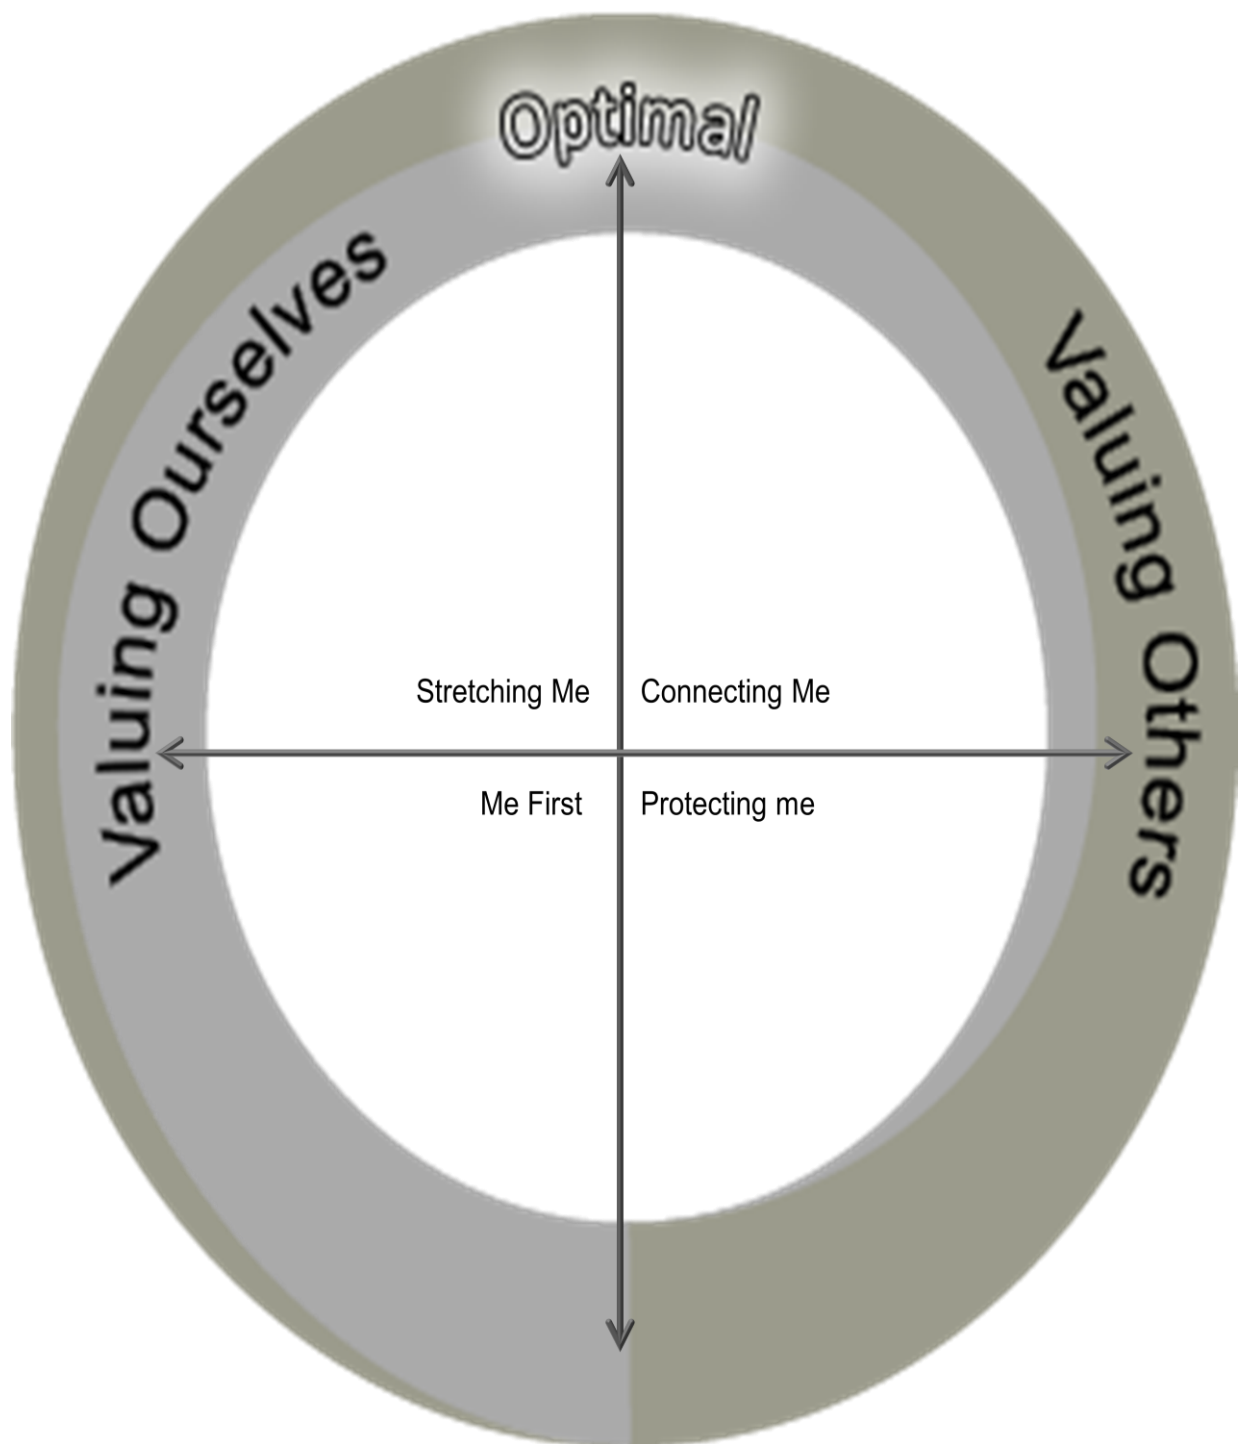 Optimal
Valuing Ourselves
Valuing Others
Stretching Me
Connecting Me
Me First
Protecting me